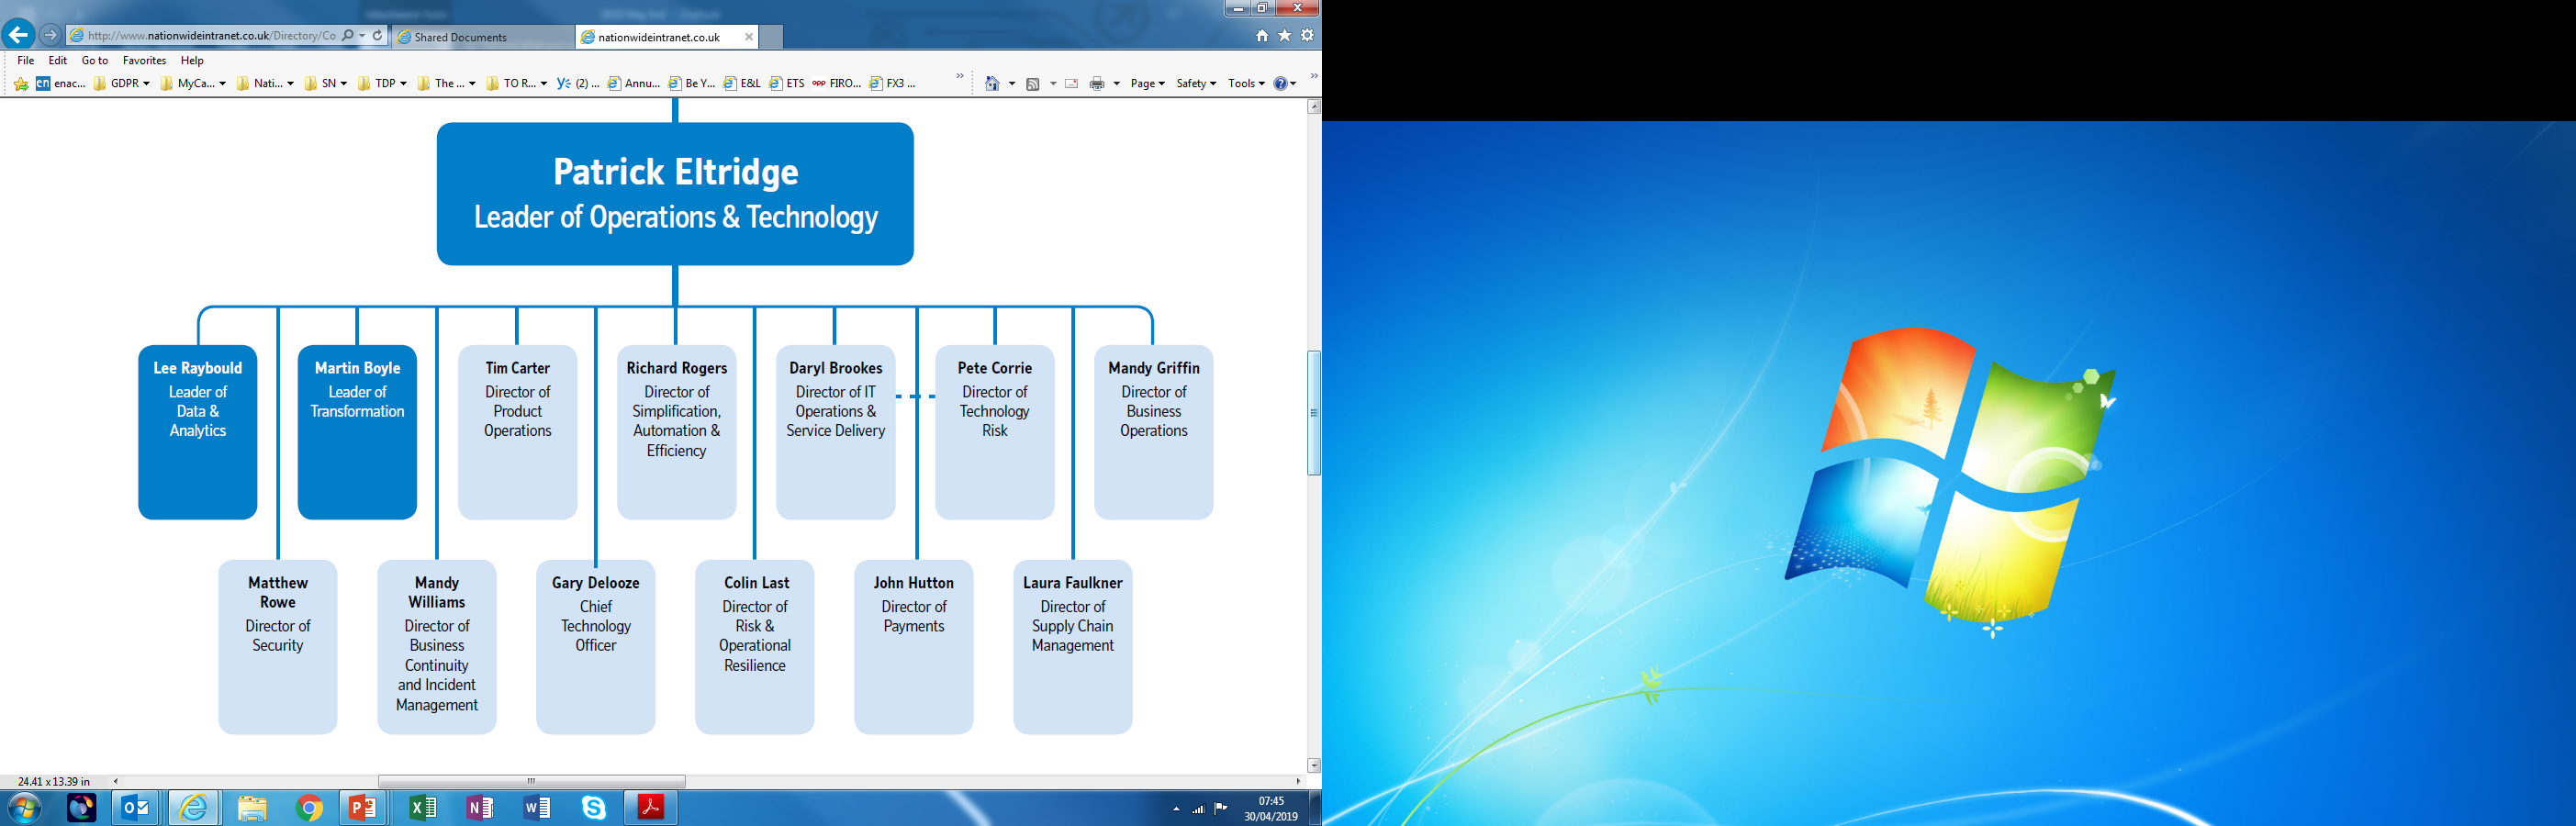 http://www.nationwideintranet.co.uk/Directory/Co
Shared Documents
nationwideintranet.co.uk
File Edit Go to Favorites Help
en enac... GDPR MyCa... Nati... SN TDP The ... TO R... (2) ... Annu... Be Y... E&L ETS opp FIRO... FX3 ... Page Safety Tools
Patrick Eltridge
Leader of Operations & Technology
Lee Raybould
Leader of
Data &
Analytics
Martin Boyle
Leader of
Transformation
Tim Carter
Director of
Product
Operations
Richard Rogers
Director of
Simplification,
Automation &
Efficiency
Daryl Brookes
Director of IT
Operations &
Service Delivery
Pete Corrie
Director of
Technology
Risk
Mandy Griffin
Director of
Business
Operations
Matthew
Rowe
Director of
Security
Mandy
Williams
Director of
Business
Continuity
and Incident
Management
Gary Delooze
Chief
Technology
Officer
Colin Last
Director of
Risk &
Operational
Resilience
John Hutton
Director of
Payments
Laura Faulkner
Director of
Supply Chain
Management
24.41 x 13.39 in
07:45
30/04/2019